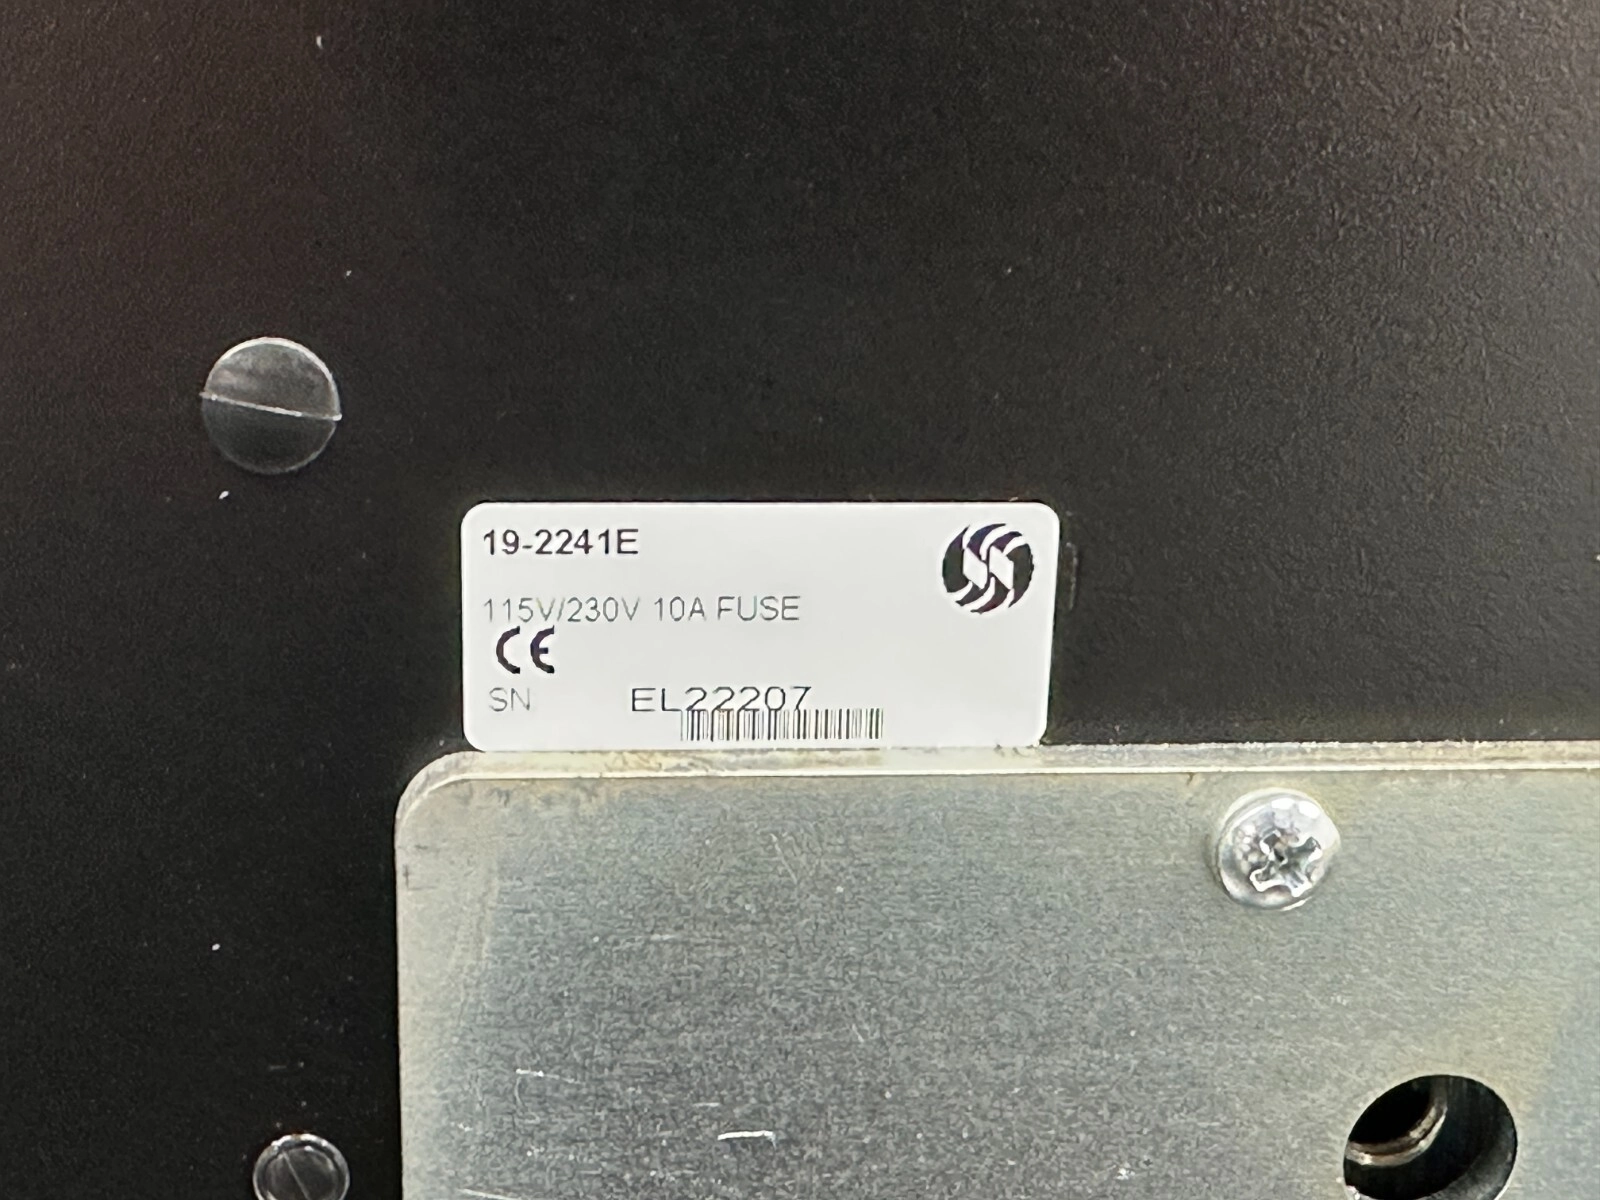 19-2241E
115V/230V 10A FUSE
CE
SN EL22207